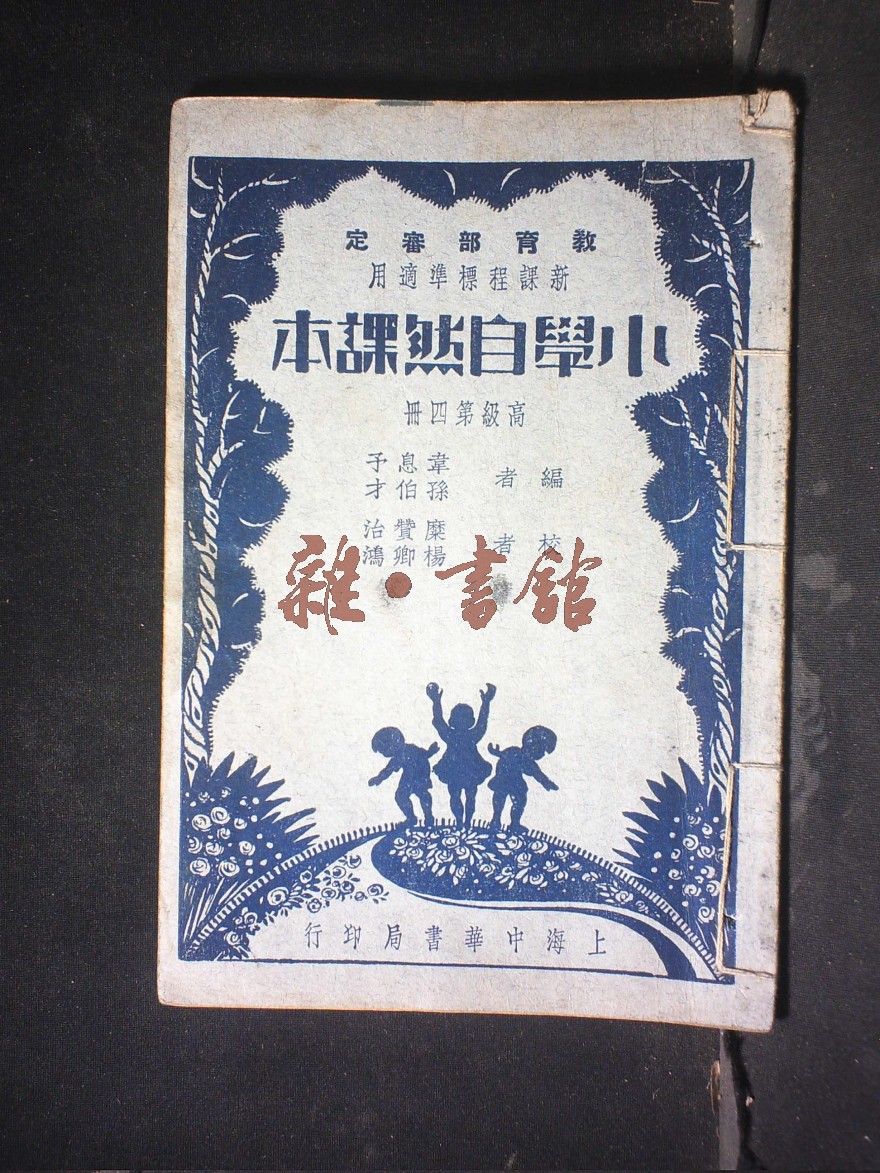 教育部審定
新課程標準適用
小學自然課本
高級第四冊
編者 韋息予
孫伯才
校者 糜贊治
楊卿鴻
雜·書館
上海中華書局印行